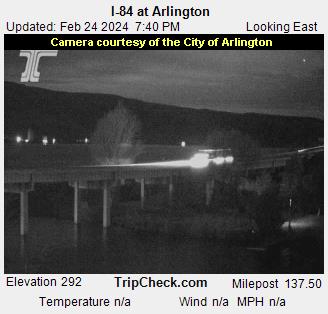 I-84 at Arlington
Updated: Feb 24 2024 7:40 PM Looking East
Camera courtesy of the City of Arlington
Elevation 292 TripCheck.com Milepost 137.50
Temperature n/a Wind n/a MPH n/a